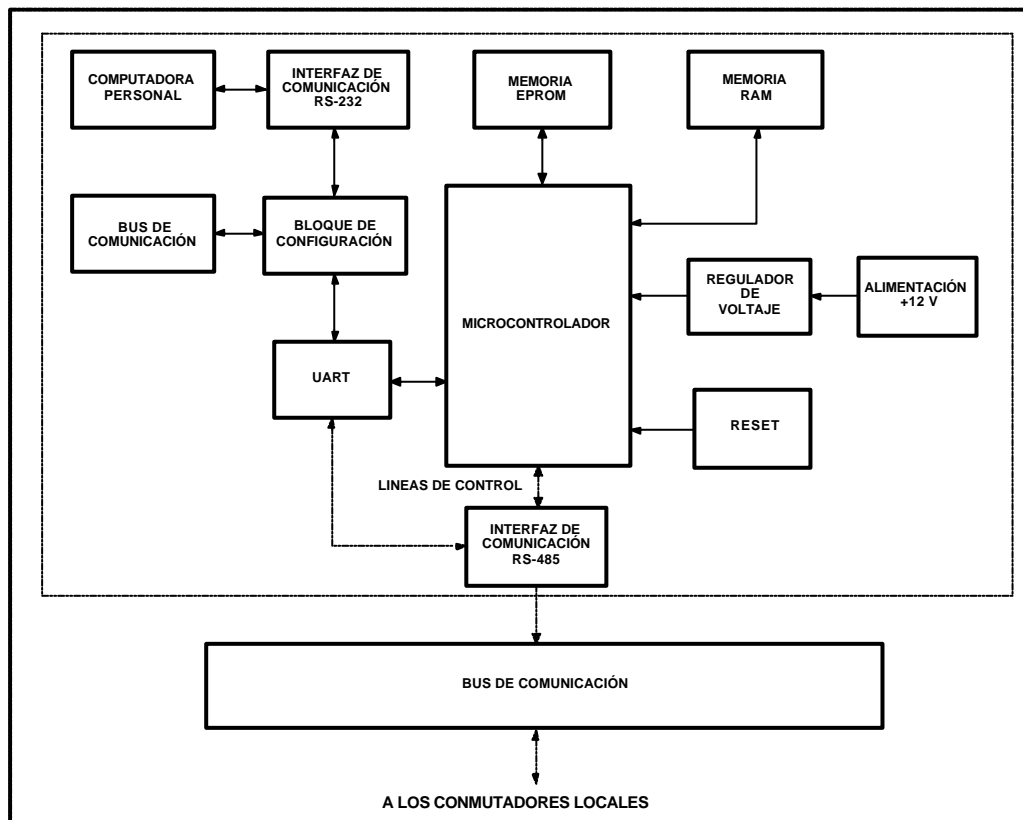 COMPUTADORA
PERSONAL
INTERFAZ DE
COMUNICACIÓN
RS-232
MEMORIA
EPROM
MEMORIA
RAM
BUS DE
COMUNICACIÓN
BLOQUE DE
CONFIGURACIÓN
MICROCONTROLADOR
REGULADOR
DE
VOLTAJE
ALIMENTACIÓN
+12 V
UART
RESET
LINEAS DE CONTROL
INTERFAZ DE
COMUNICACIÓN
RS-485
BUS DE COMUNICACIÓN
A LOS CONMUTADORES LOCALES